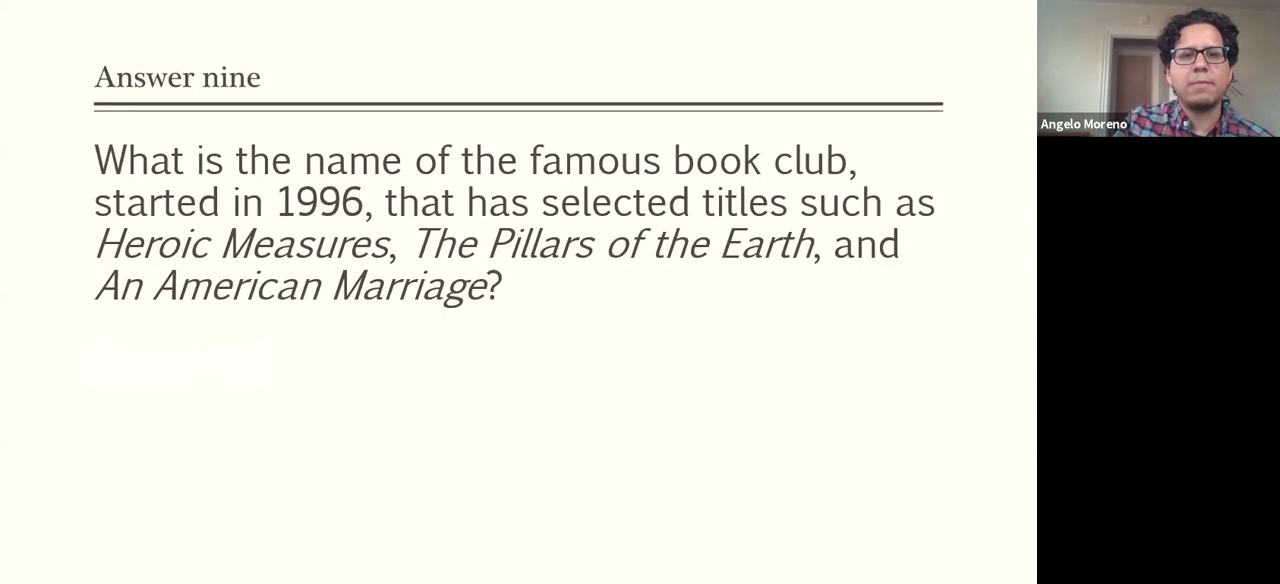 Answer nine
What is the name of the famous book club,
started in 1996, that has selected titles such as
Heroic Measures, The Pillars of the Earth, and
An American Marriage?
Angelo Moreno